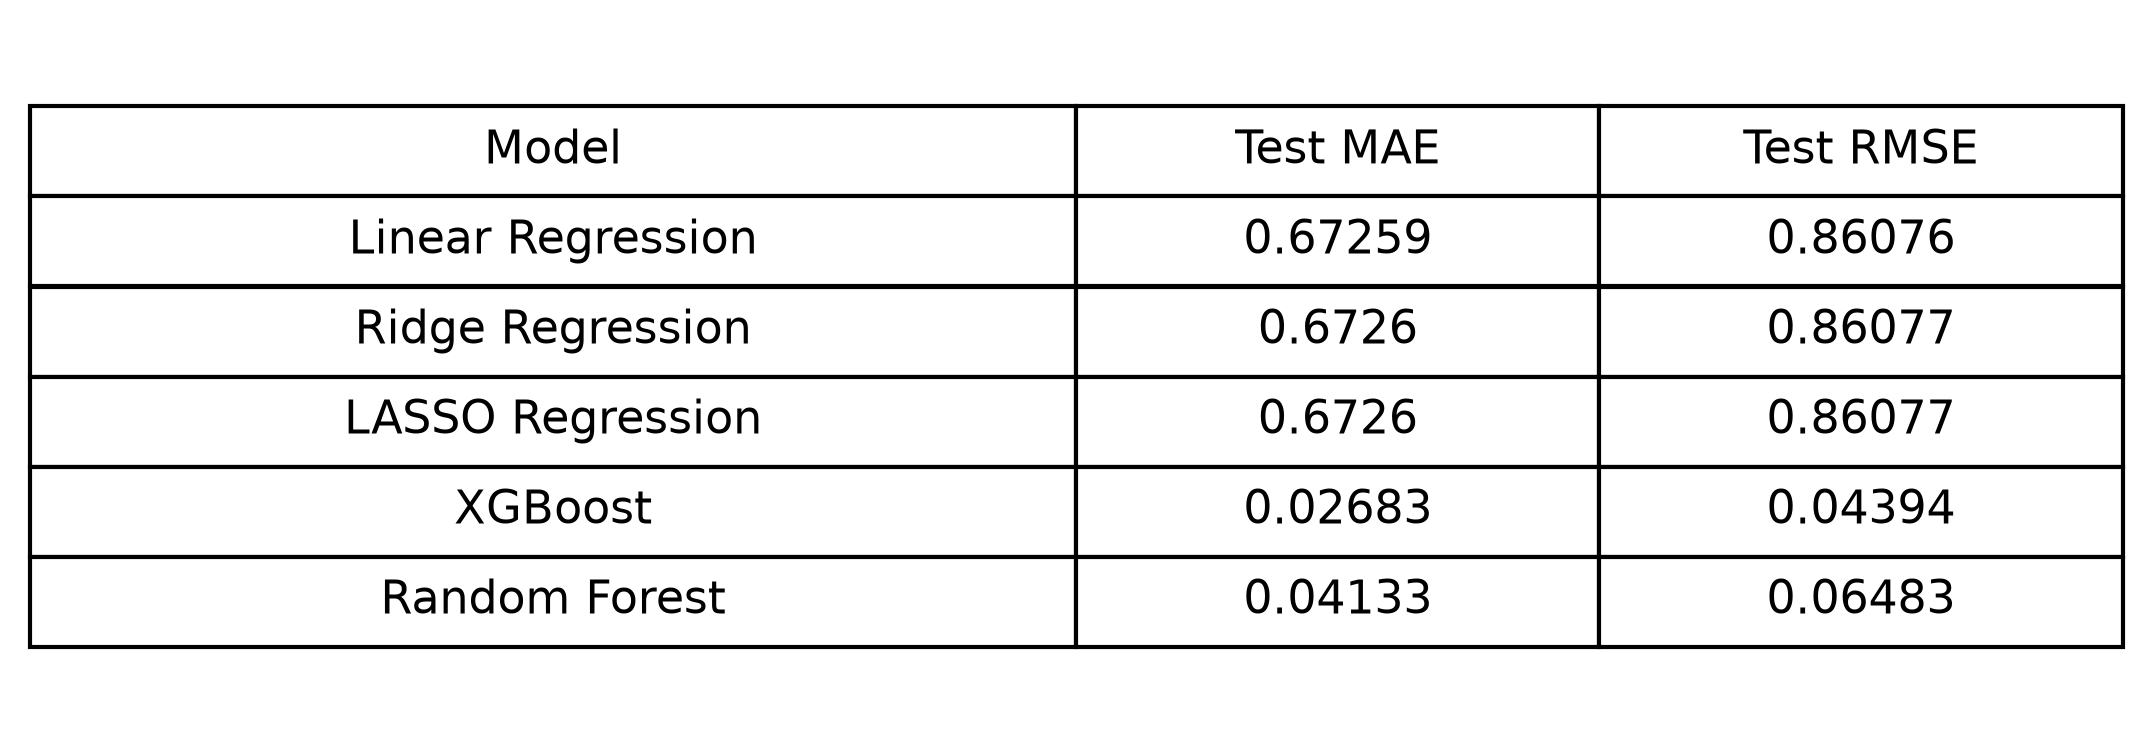 Model Test MAE Test RMSE
Linear Regression 0.67259 0.86076
Ridge Regression 0.6726 0.86077
LASSO Regression 0.6726 0.86077
XGBoost 0.02683 0.04394
Random Forest 0.04133 0.06483